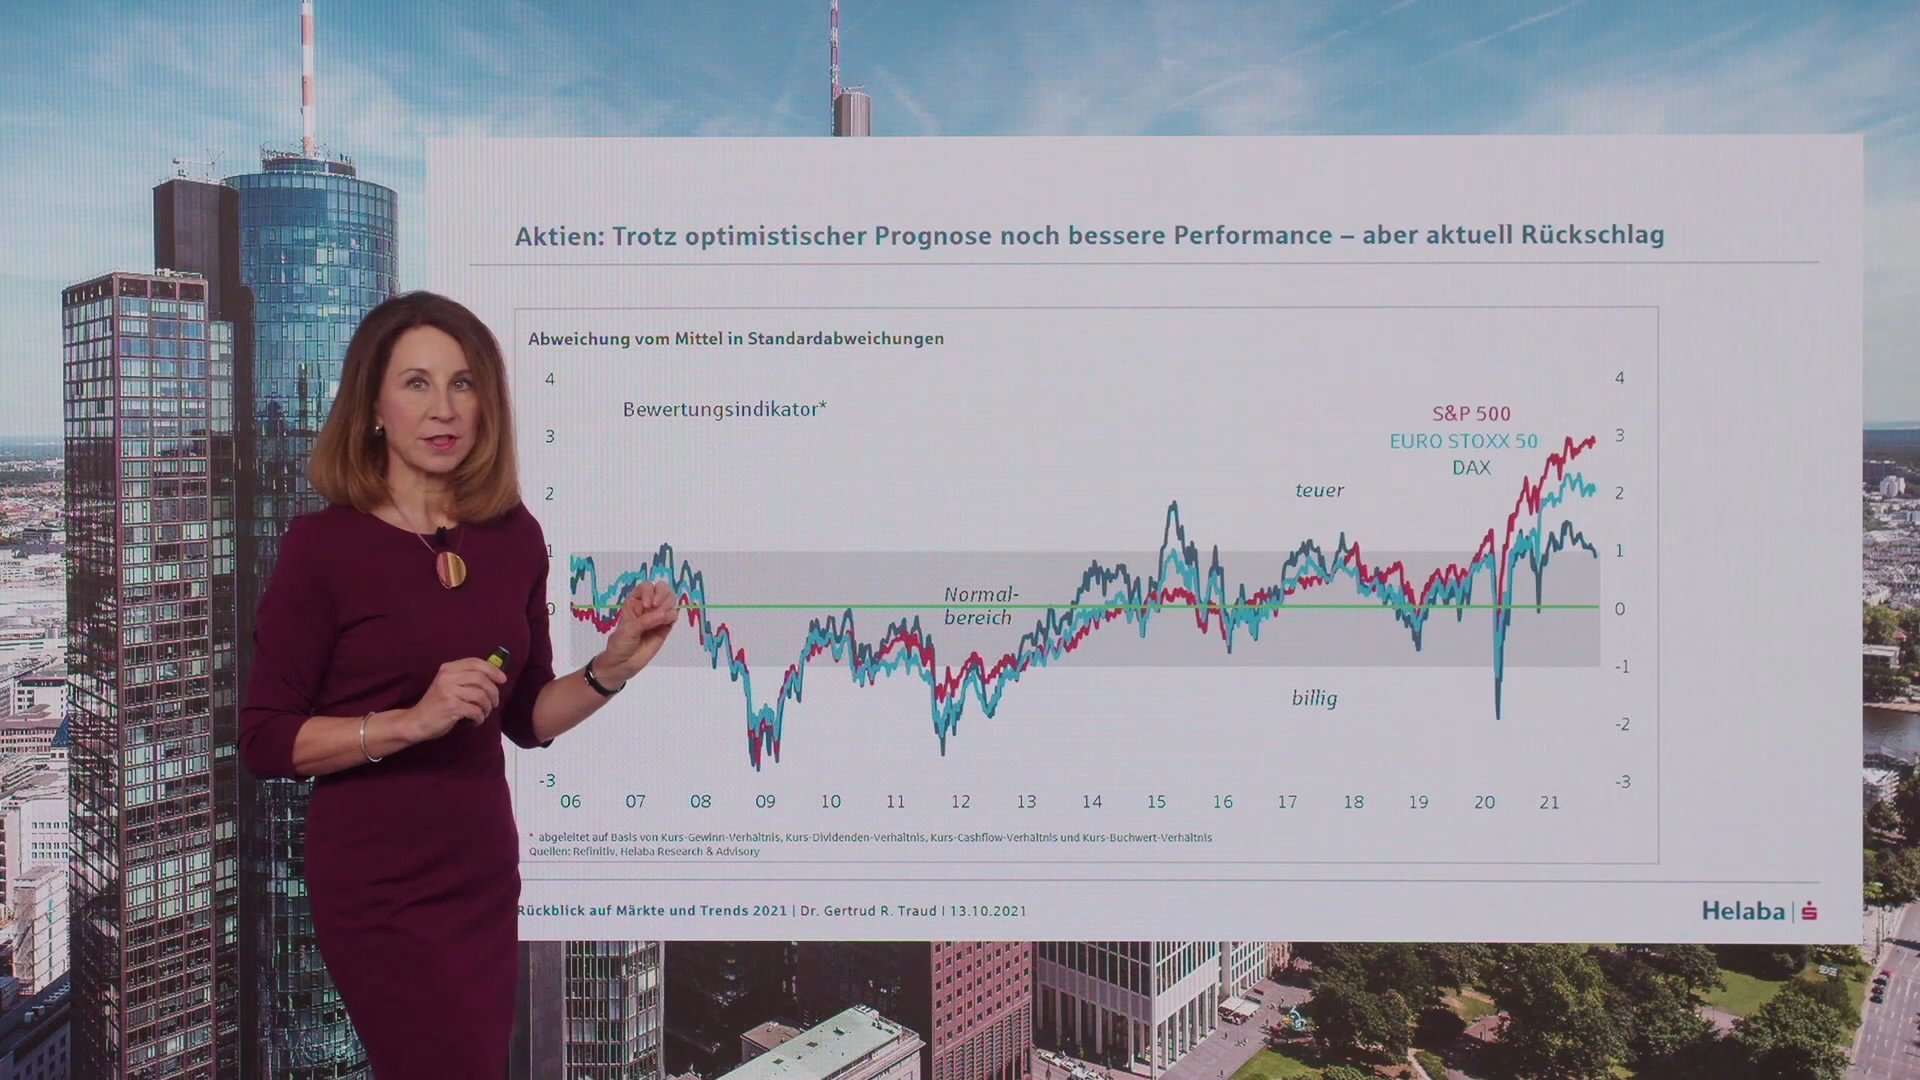 Aktien: Trotz optimistischer Prognose noch bessere Performance – aber aktuell Rückschlag
Abweichung vom Mittel in Standardabweichungen
4 4
Bewertungsindikator*
S&P 500
3 3
EURO STOXX 50
DAX
2 teuer 2
1 1
Normal-
0 0
bereich
-1
billig
-2
-3 -3
06 07 08 09 10 11 12 13 14 15 16 17 18 19 20 21
* abgeleitet auf Basis von Kurs-Gewinn-Verhältnis, Kurs-Dividenden-Verhältnis, Kurs-Cashflow-Verhältnis und Kurs-Buchwert-Verhältnis
Quellen: Refinitiv, Helaba Research & Advisory
Rückblick auf Märkte und Trends 2021 | Dr. Gertrud R. Traud | 13.10.2021
Helaba